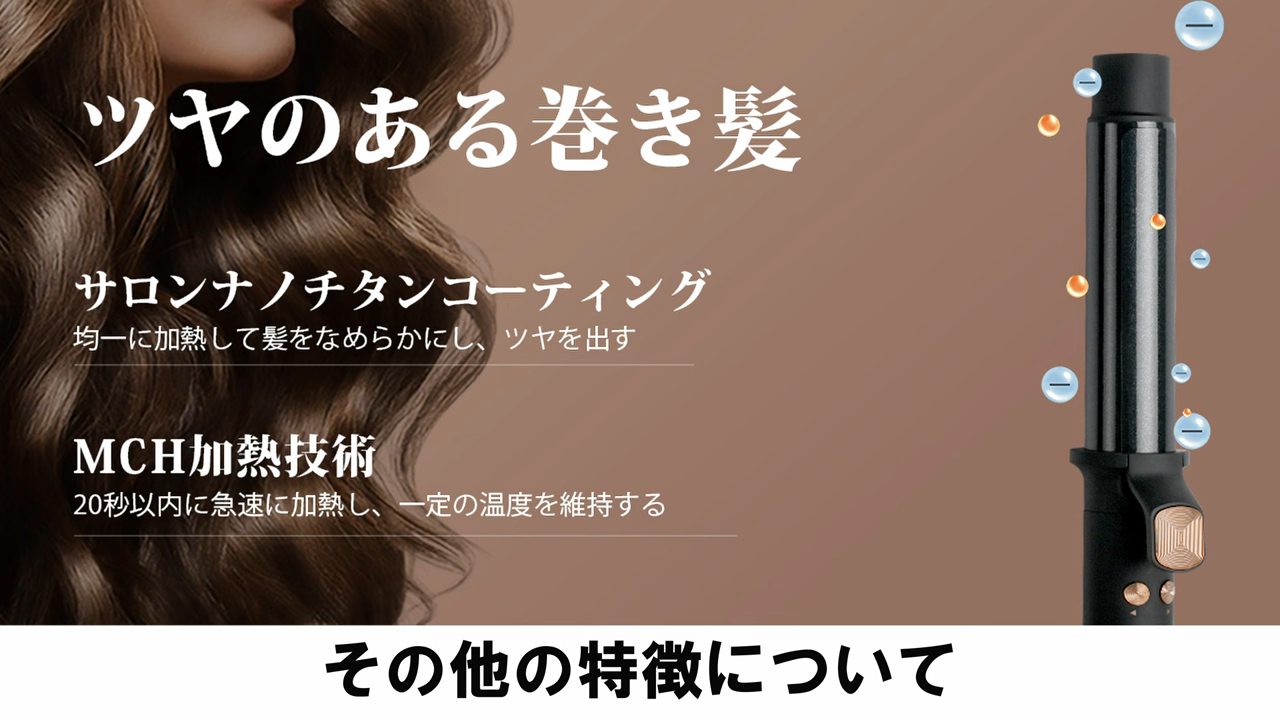 ツヤのある巻き髪
サロンナノチタンコーティング
均一に加熱して髪をなめらかにし、ツヤを出す
MCH加熱技術
20秒以内に急速に加熱し、一定の温度を維持する
その他の特徴について